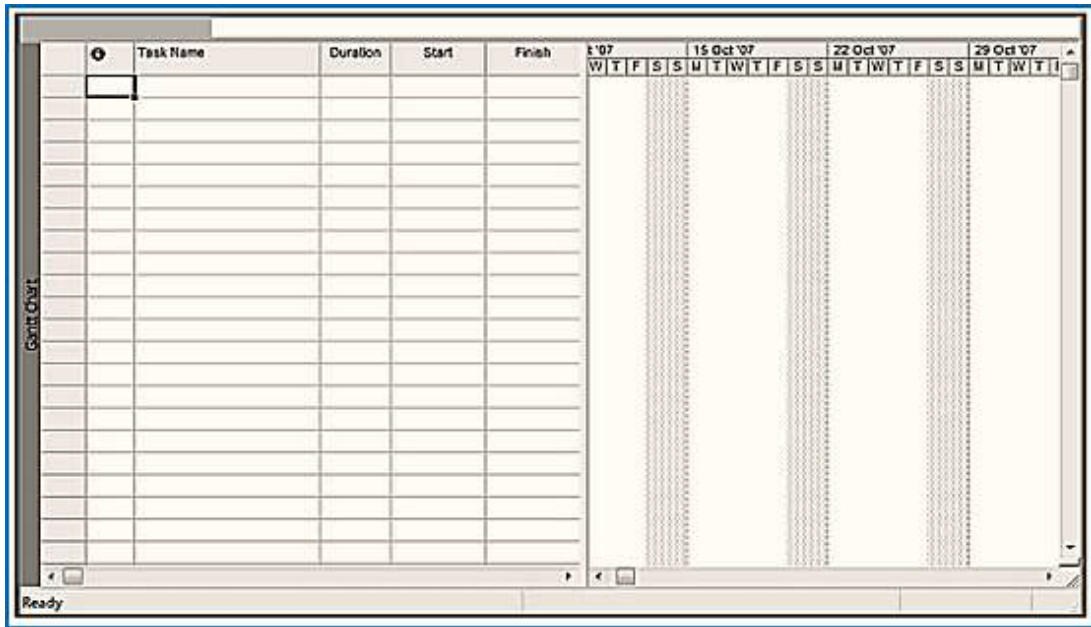 Task Name Duration Start Finish t '07 15 Oct '07 22 Oct '07 29 Oct '07
W T F S S M T W T F S S M T W T F S S M T W T
Gantt Chart
Ready